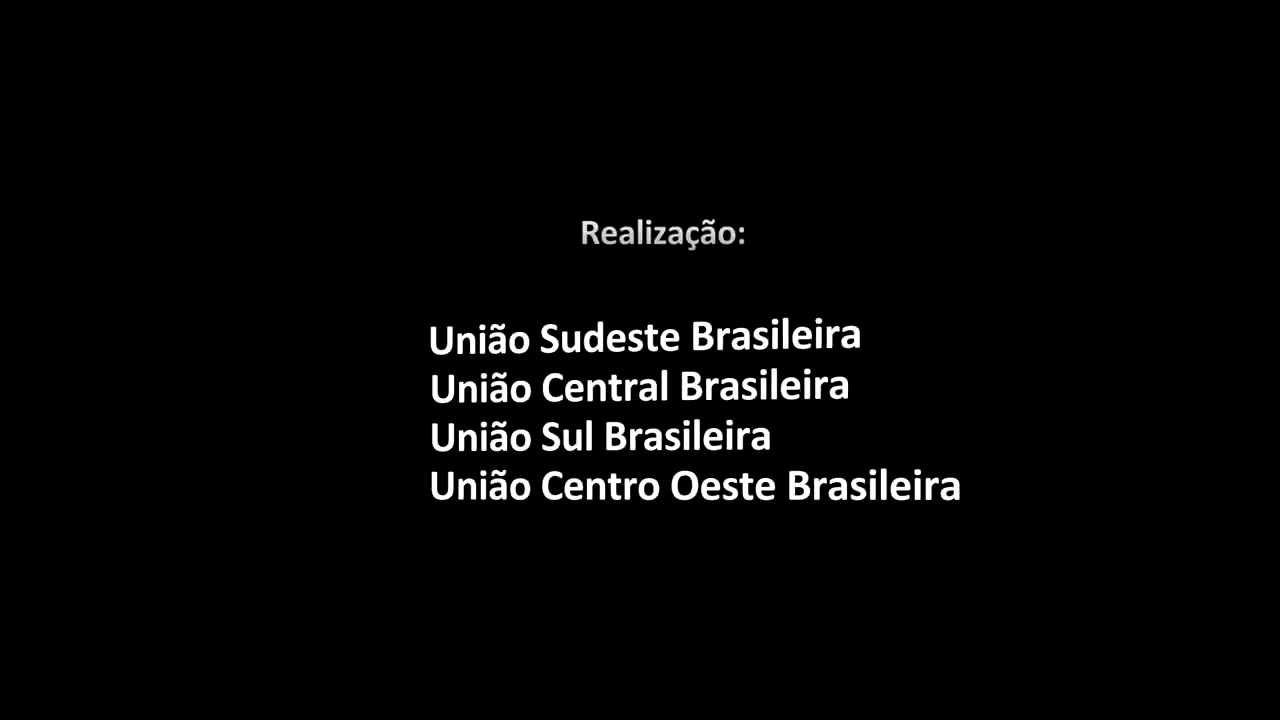 Realização:
União Sudeste Brasileira
União Central Brasileira
União Sul Brasileira
União Centro Oeste Brasileira